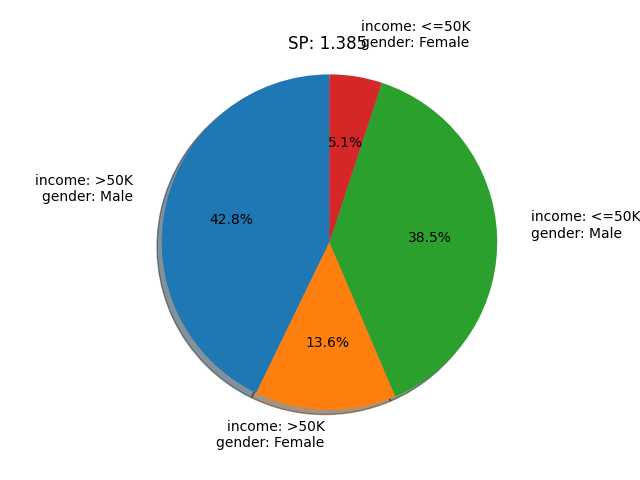 income: <=50K
gender: Female
SP: 1.385
5.1%
income: >50K
gender: Male
42.8%
38.5%
income: <=50K
gender: Male
13.6%
income: >50K
gender: Female